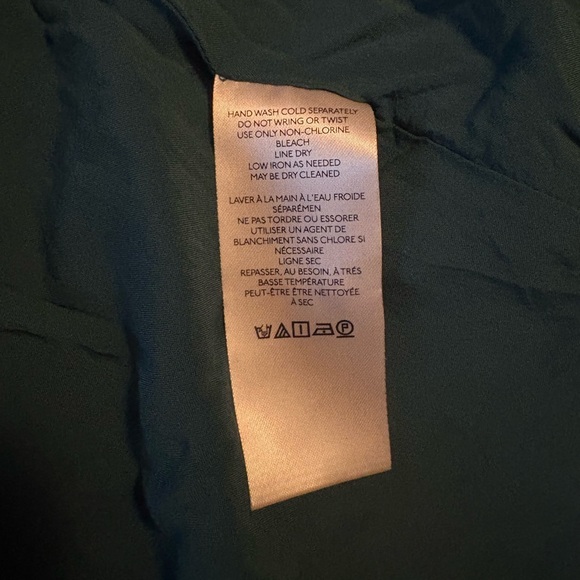 HAND WASH COLD SEPARATELY
DO NOT WRING OR TWIST
USE ONLY NON-CHLORINE
BLEACH
LINE DRY
LOW IRON AS NEEDED
MAY BE DRY CLEANED
LAVER À LA MAIN À L'EAU FROIDE
SÉPARÉMEN
NE PAS TORDRE OU ESSORER
UTILISER UN AGENT DE
BLANCHIMENT SANS CHLORE SI
NÉCESSAIRE
LIGNE SEC
REPASSER, AU BESOIN, À TRÉS
BASSE TEMPÉRATURE
PEUT-ÊTRE ÊTRE NETTOYÉE
À SEC
P